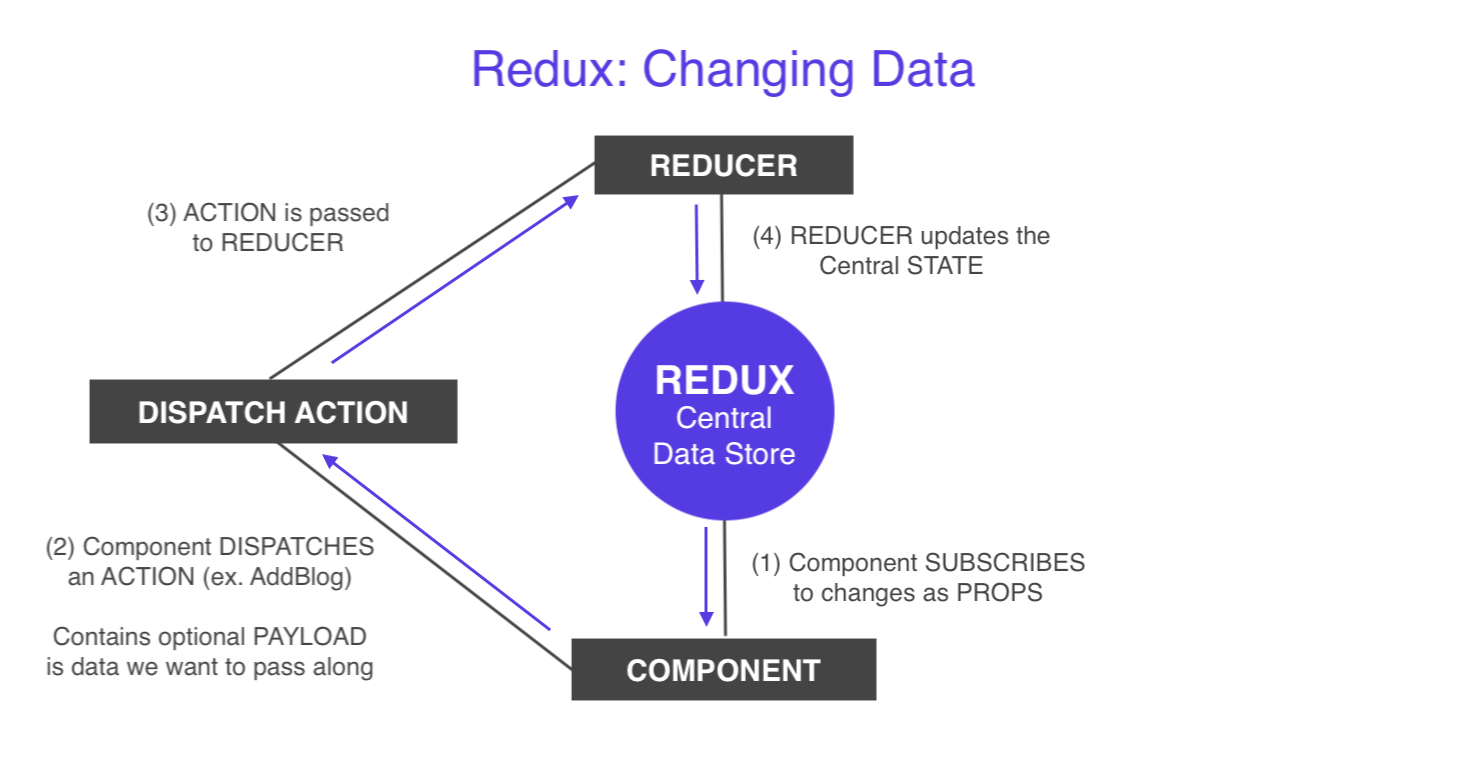 Redux: Changing Data
REDUCER
(3) ACTION is passed
to REDUCER
(4) REDUCER updates the
Central STATE
REDUX
Central
Data Store
DISPATCH ACTION
(2) Component DISPATCHES
an ACTION (ex. AddBlog)
Contains optional PAYLOAD
is data we want to pass along
(1) Component SUBSCRIBES
to changes as PROPS
COMPONENT